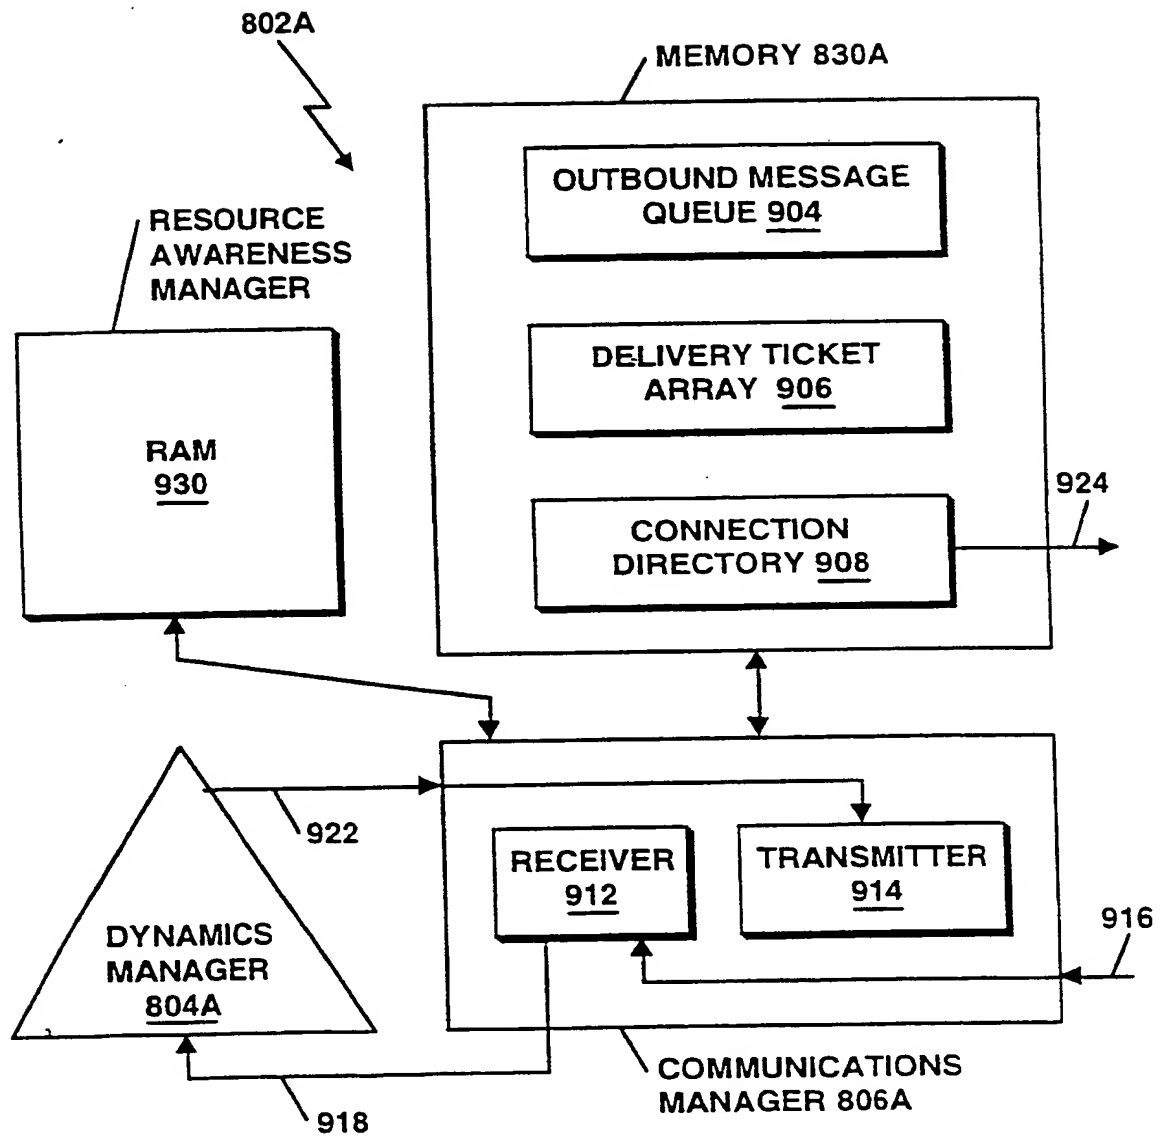 802A
MEMORY 830A
OUTBOUND MESSAGE
QUEUE 904
RESOURCE
AWARENESS
MANAGER
DELIVERY TICKET
ARRAY 906
RAM
930
924
CONNECTION
DIRECTORY 908
922
RECEIVER
912
TRANSMITTER
914
916
DYNAMICS
MANAGER
804A
COMMUNICATIONS
MANAGER 806A
918